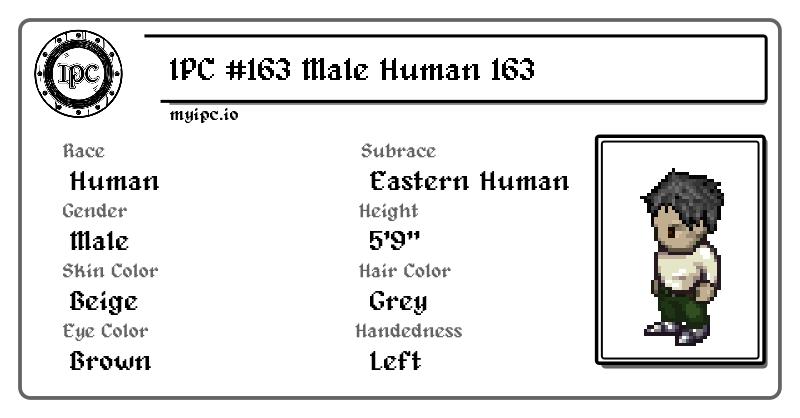 IPC
IPC #163 Male Human 163
myipc.io
Race
Human
Subrace
Eastern Human
Gender
Male
Height
5'9"
Skin Color
Beige
Hair Color
Grey
Eye Color
Brown
Handedness
Left